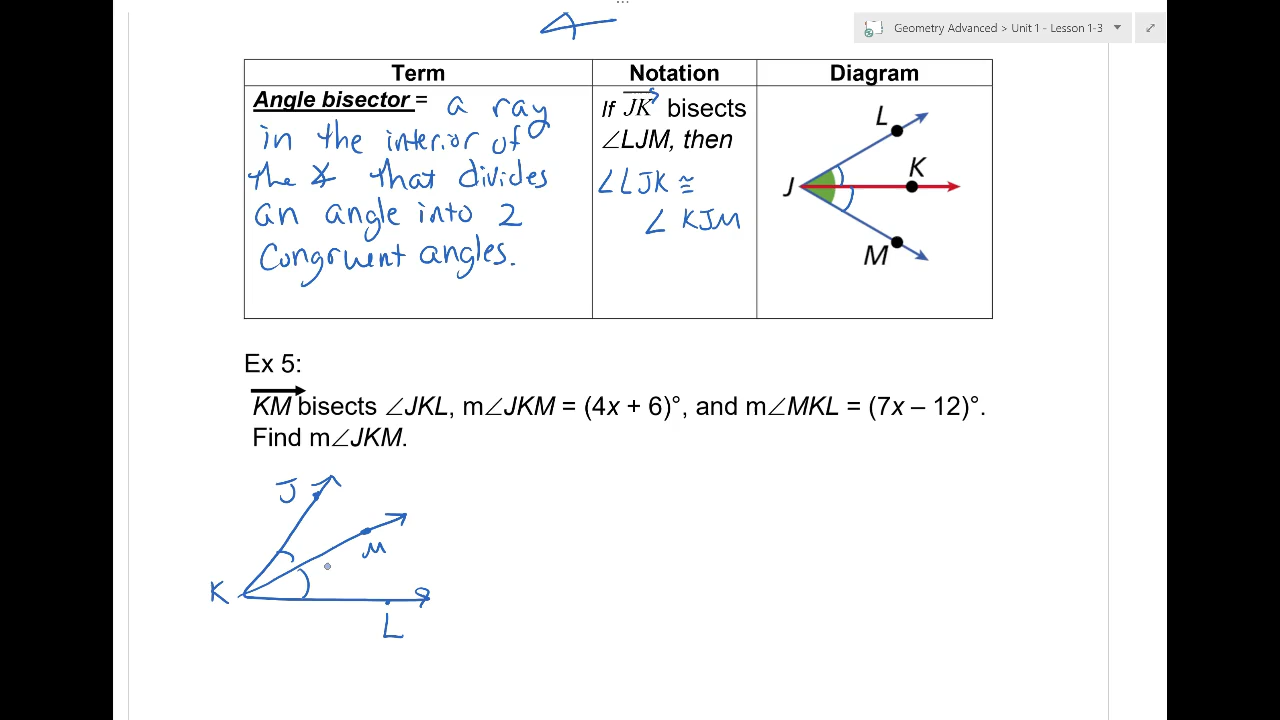 Geometry Advanced > Unit 1 - Lesson 1-3
Term
Notation
Diagram
Angle bisector = a ray
in the interior of
the ∡ that divides
an angle into 2
congruent angles.
If JK bisects
∠LJM, then
∠LJK ≅
∠ KJM
L
K
J
M
Ex 5:
KM bisects ∠JKL, m∠JKM = (4x + 6)°, and m∠MKL = (7x – 12)°.
Find m∠JKM.
J
M
K
L